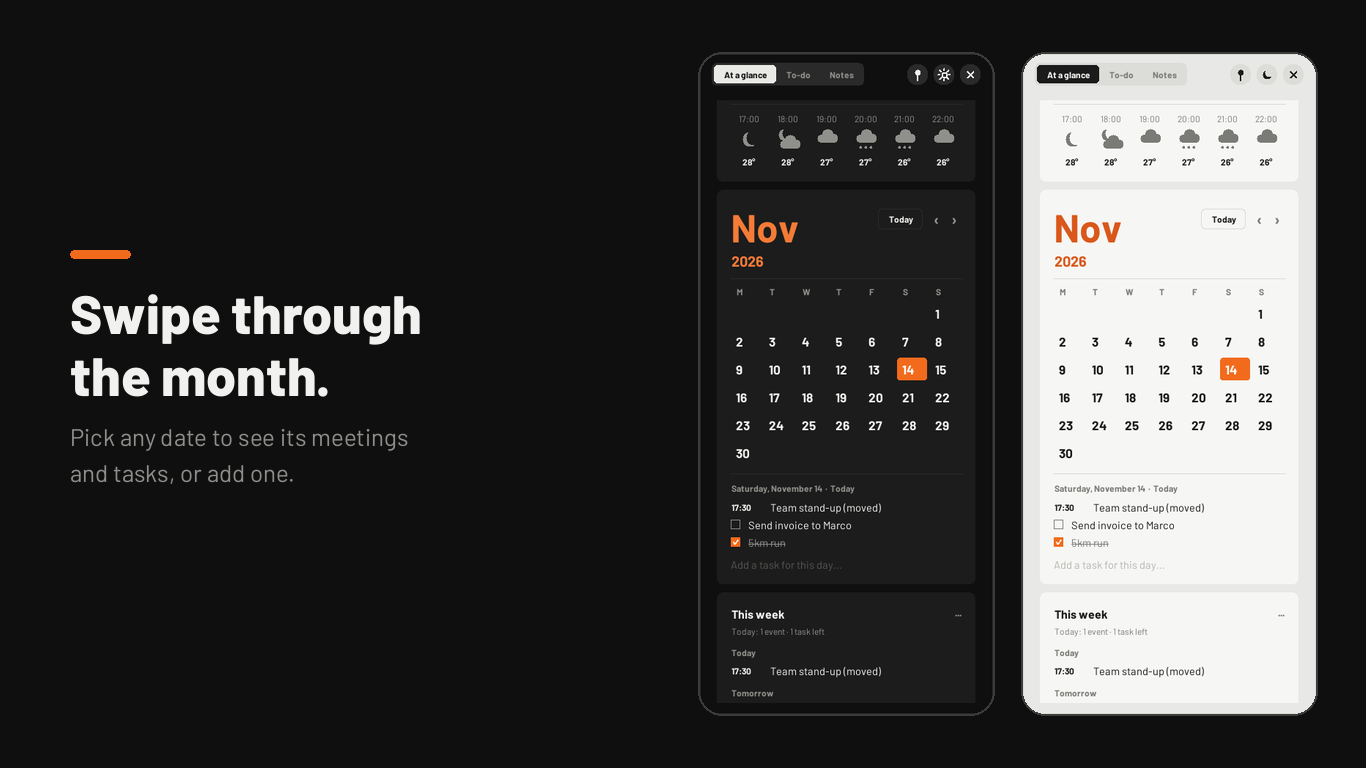 Swipe through
the month.
Pick any date to see its meetings
and tasks, or add one.
At a glance To-do Notes
17:00 18:00 19:00 20:00 21:00 22:00
28° 28° 27° 27° 26° 26°
Nov
Today ‹ ›
2026
M T W T F S S
1
2 3 4 5 6 7 8
9 10 11 12 13 14 15
16 17 18 19 20 21 22
23 24 25 26 27 28 29
30
Saturday, November 14 · Today
17:30 Team stand-up (moved)
Send invoice to Marco
5km run
Add a task for this day...
This week ...
Today: 1 event · 1 task left
Today
17:30 Team stand-up (moved)
Tomorrow
At a glance To-do Notes
17:00 18:00 19:00 20:00 21:00 22:00
28° 28° 27° 27° 26° 26°
Nov
Today ‹ ›
2026
M T W T F S S
1
2 3 4 5 6 7 8
9 10 11 12 13 14 15
16 17 18 19 20 21 22
23 24 25 26 27 28 29
30
Saturday, November 14 · Today
17:30 Team stand-up (moved)
Send invoice to Marco
5km run
Add a task for this day...
This week ...
Today: 1 event · 1 task left
Today
17:30 Team stand-up (moved)
Tomorrow